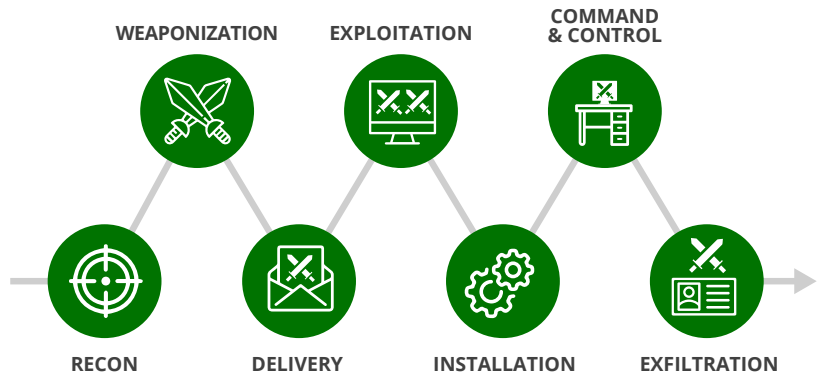 WEAPONIZATION
EXPLOITATION
COMMAND
& CONTROL
RECON
DELIVERY
INSTALLATION
EXFILTRATION